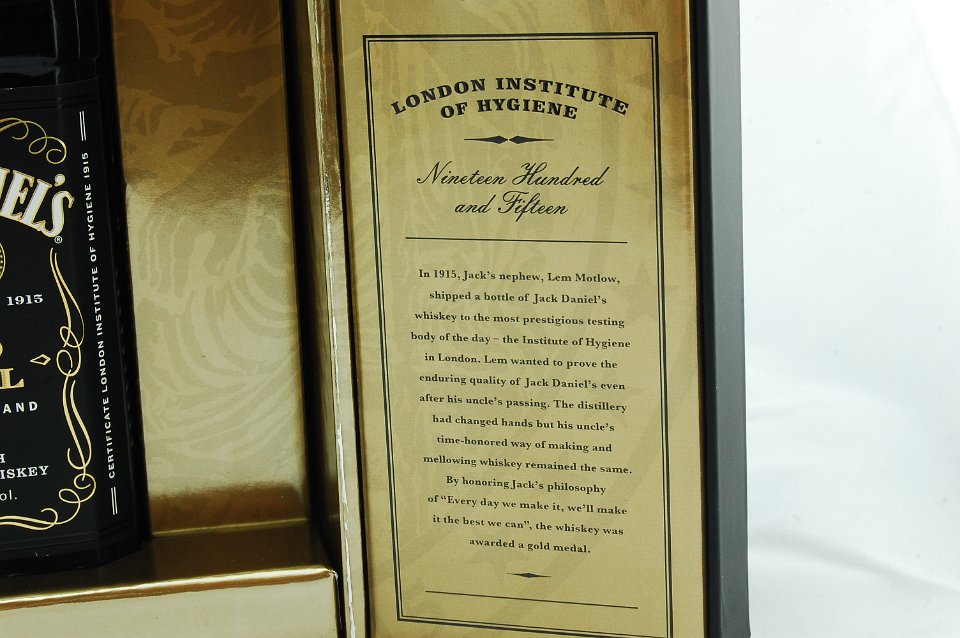 NIEL'S
®
1915
L
AND
WHISKEY
ol.
CERTIFICATE LONDON INSTITUTE OF HYGIENE 1915
LONDON INSTITUTE
OF HYGIENE
Nineteen Hundred
and Fifteen
In 1915, Jack's nephew, Lem Motlow,
shipped a bottle of Jack Daniel's
whiskey to the most prestigious testing
body of the day – the Institute of Hygiene
in London. Lem wanted to prove the
enduring quality of Jack Daniel's even
after his uncle's passing. The distillery
had changed hands but his uncle's
time-honored way of making and
mellowing whiskey remained the same.
By honoring Jack's philosophy
of "Every day we make it, we'll make
it the best we can", the whiskey was
awarded a gold medal.